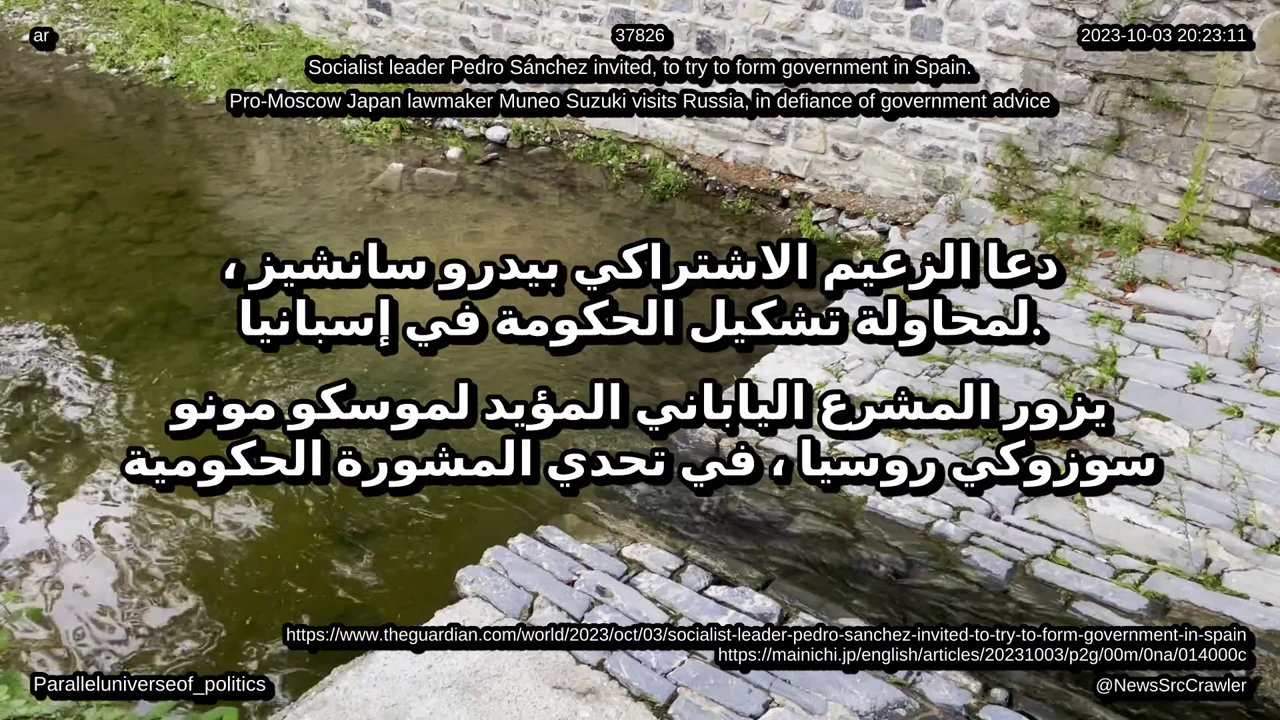 ar
37826
2023-10-03 20:23:11
Socialist leader Pedro Sánchez invited, to try to form government in Spain.
Pro-Moscow Japan lawmaker Muneo Suzuki visits Russia, in defiance of government advice
دعا الزعيم الاشتراكي بيدرو سانشيز ،
لمحاولة تشكيل الحكومة في إسبانيا.
يزور المشرع الياباني المؤيد لموسكو مونو
سوزوكي روسيا ، في تحدي المشورة الحكومية
https://www.theguardian.com/world/2023/oct/03/socialist-leader-pedro-sanchez-invited-to-try-to-form-government-in-spain
https://mainichi.jp/english/articles/20231003/p2g/00m/0na/014000c
Paralleluniverseof_politics
@NewsSrcCrawler